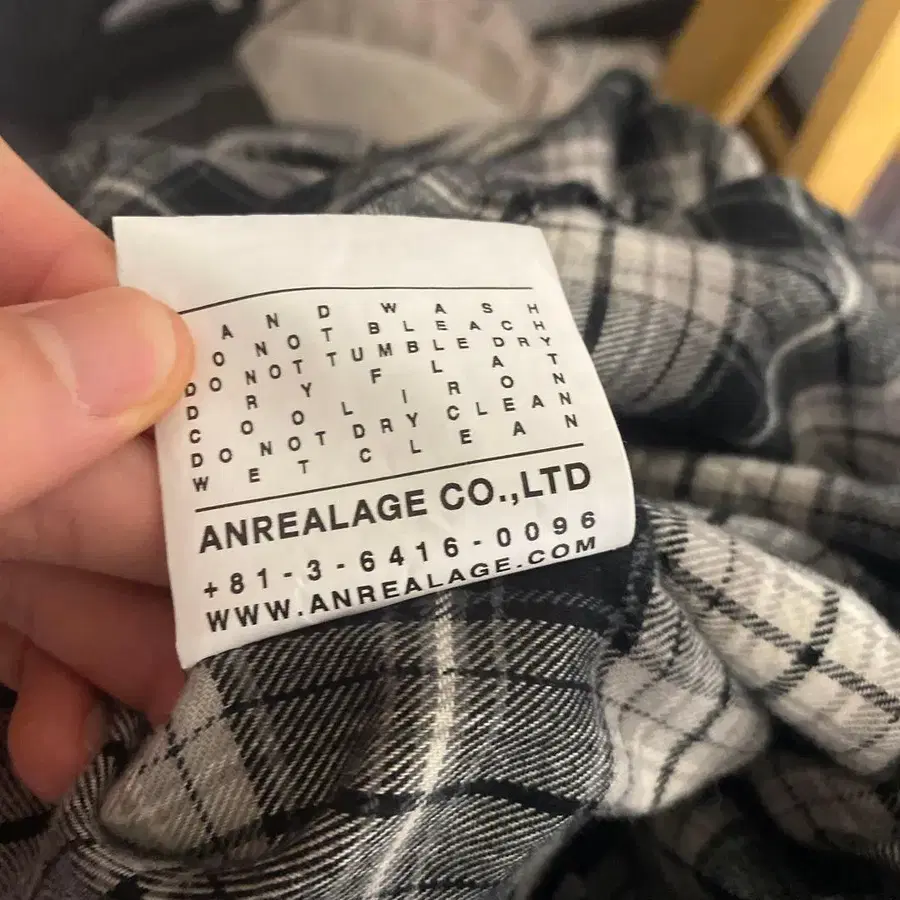 AND WASH
DO NOT BLEACH
DO NOT TUMBLE DRY
DRY FLAT
COOL IRON
DO NOT DRY CLEAN
WET CLEAN
ANREALAGE CO.,LTD
+81-3-6416-0096
WWW.ANREALAGE.COM